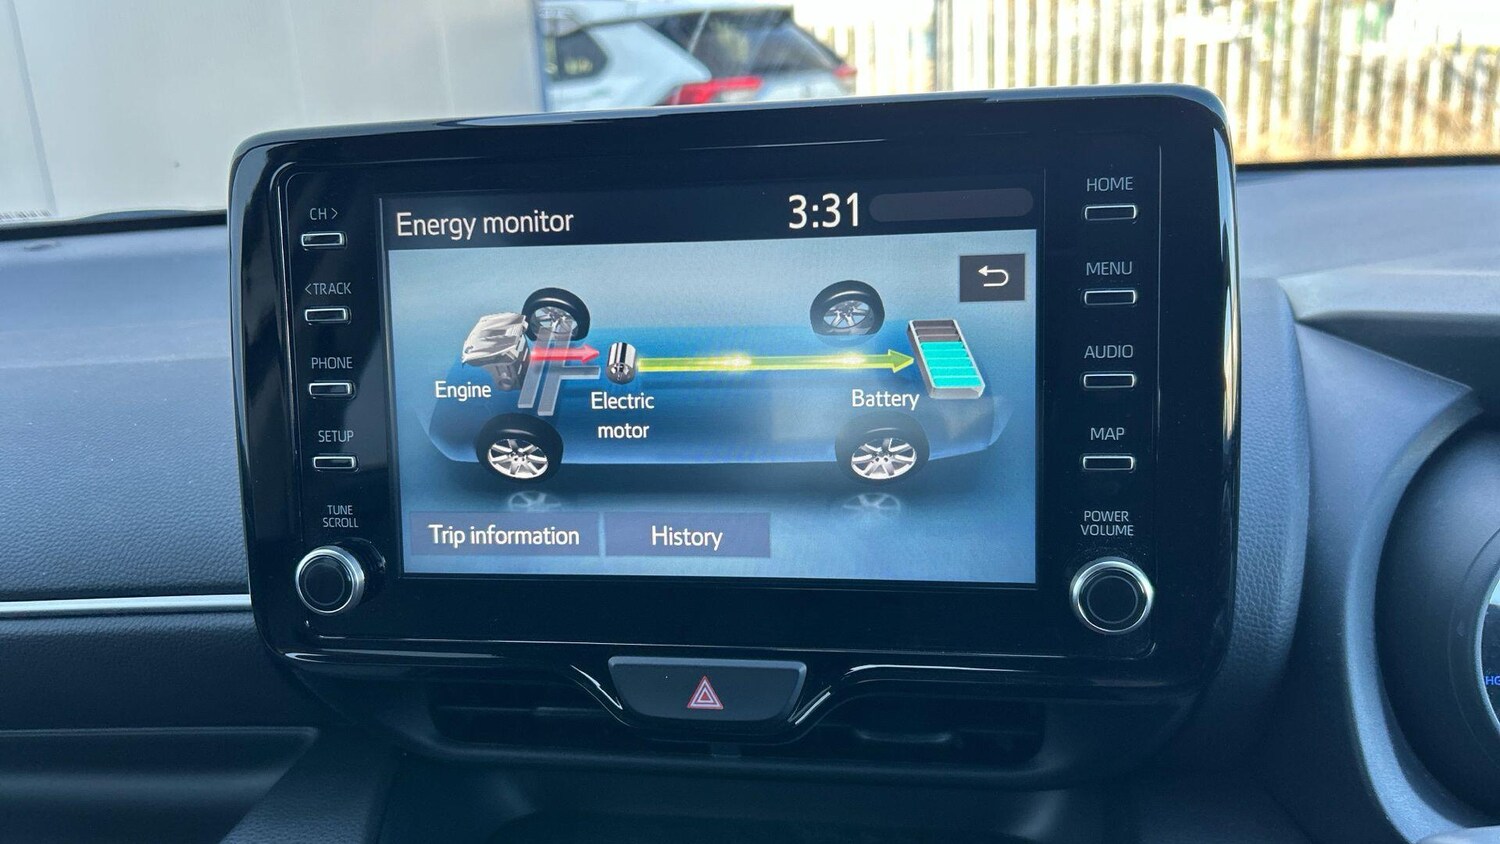 CH >
< TRACK
PHONE
SETUP
TUNE
SCROLL
Energy monitor
3:31
Engine
Electric
motor
Battery
Trip information
History
HOME
MENU
AUDIO
MAP
POWER
VOLUME